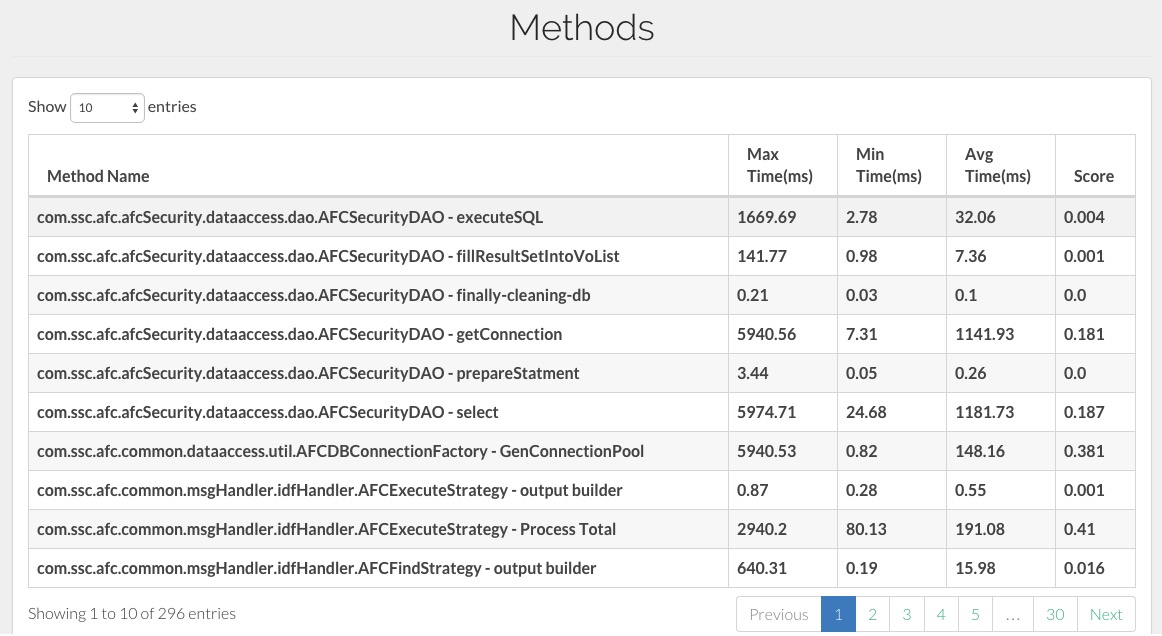 Methods
Show 10 entries
Method Name Max Time(ms) Min Time(ms) Avg Time(ms) Score
com.ssc.afc.afcSecurity.dataaccess.dao.AFCSecurityDAO - executeSQL 1669.69 2.78 32.06 0.004
com.ssc.afc.afcSecurity.dataaccess.dao.AFCSecurityDAO - fillResultSetIntoVoList 141.77 0.98 7.36 0.001
com.ssc.afc.afcSecurity.dataaccess.dao.AFCSecurityDAO - finally-cleaning-db 0.21 0.03 0.1 0.0
com.ssc.afc.afcSecurity.dataaccess.dao.AFCSecurityDAO - getConnection 5940.56 7.31 1141.93 0.181
com.ssc.afc.afcSecurity.dataaccess.dao.AFCSecurityDAO - prepareStatment 3.44 0.05 0.26 0.0
com.ssc.afc.afcSecurity.dataaccess.dao.AFCSecurityDAO - select 5974.71 24.68 1181.73 0.187
com.ssc.afc.common.dataaccess.util.AFCDBConnectionFactory - GenConnectionPool 5940.53 0.82 148.16 0.381
com.ssc.afc.common.msgHandler.idfHandler.AFCExecuteStrategy - output builder 0.87 0.28 0.55 0.001
com.ssc.afc.common.msgHandler.idfHandler.AFCExecuteStrategy - Process Total 2940.2 80.13 191.08 0.41
com.ssc.afc.common.msgHandler.idfHandler.AFCFindStrategy - output builder 640.31 0.19 15.98 0.016
Showing 1 to 10 of 296 entries Previous 1 2 3 4 5 ... 30 Next